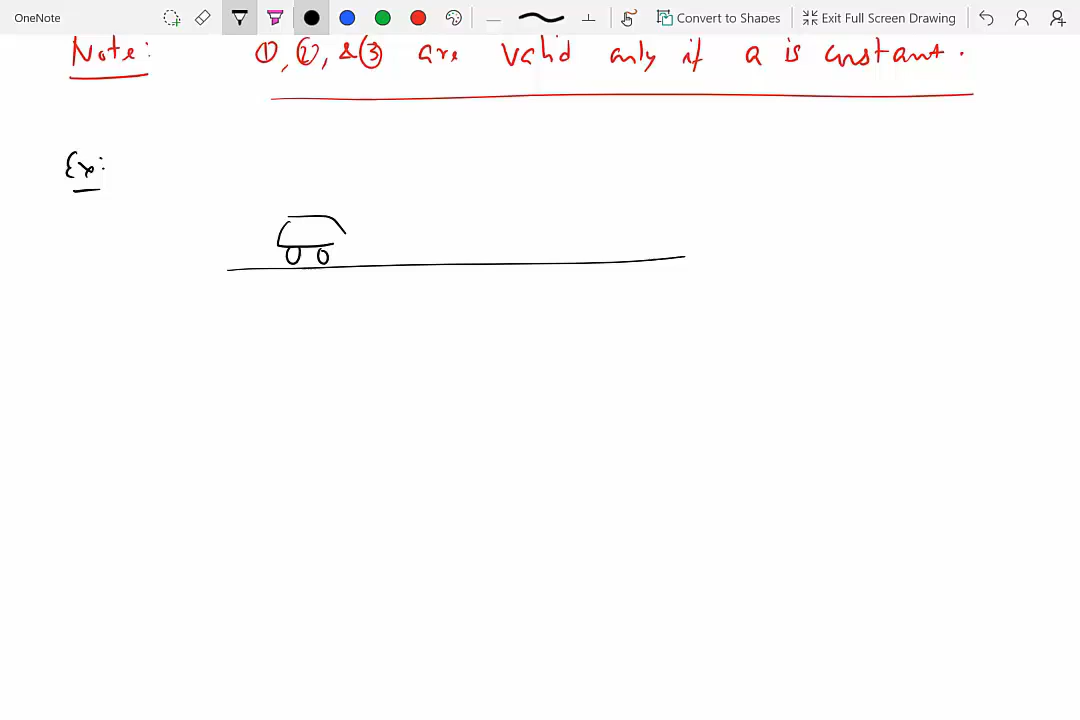 OneNote
Convert to Shapes
Exit Full Screen Drawing
Note: ①, ②, & ③ are valid only if a is constant.
Ex: